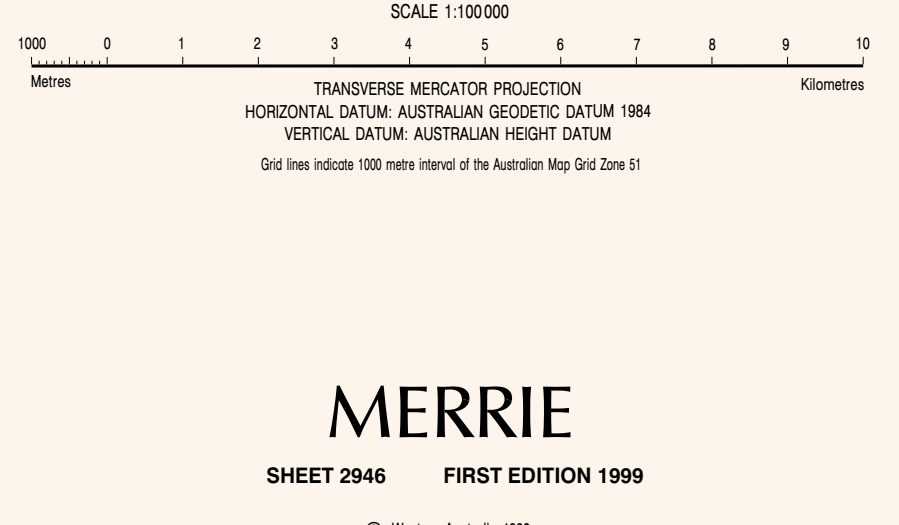 SCALE 1:100 000
1000 0 1 2 3 4 5 6 7 8 9 10
Metres Kilometres
TRANSVERSE MERCATOR PROJECTION
HORIZONTAL DATUM: AUSTRALIAN GEODETIC DATUM 1984
VERTICAL DATUM: AUSTRALIAN HEIGHT DATUM
Grid lines indicate 1000 metre interval of the Australian Map Grid Zone 51
MERRIE
SHEET 2946 FIRST EDITION 1999